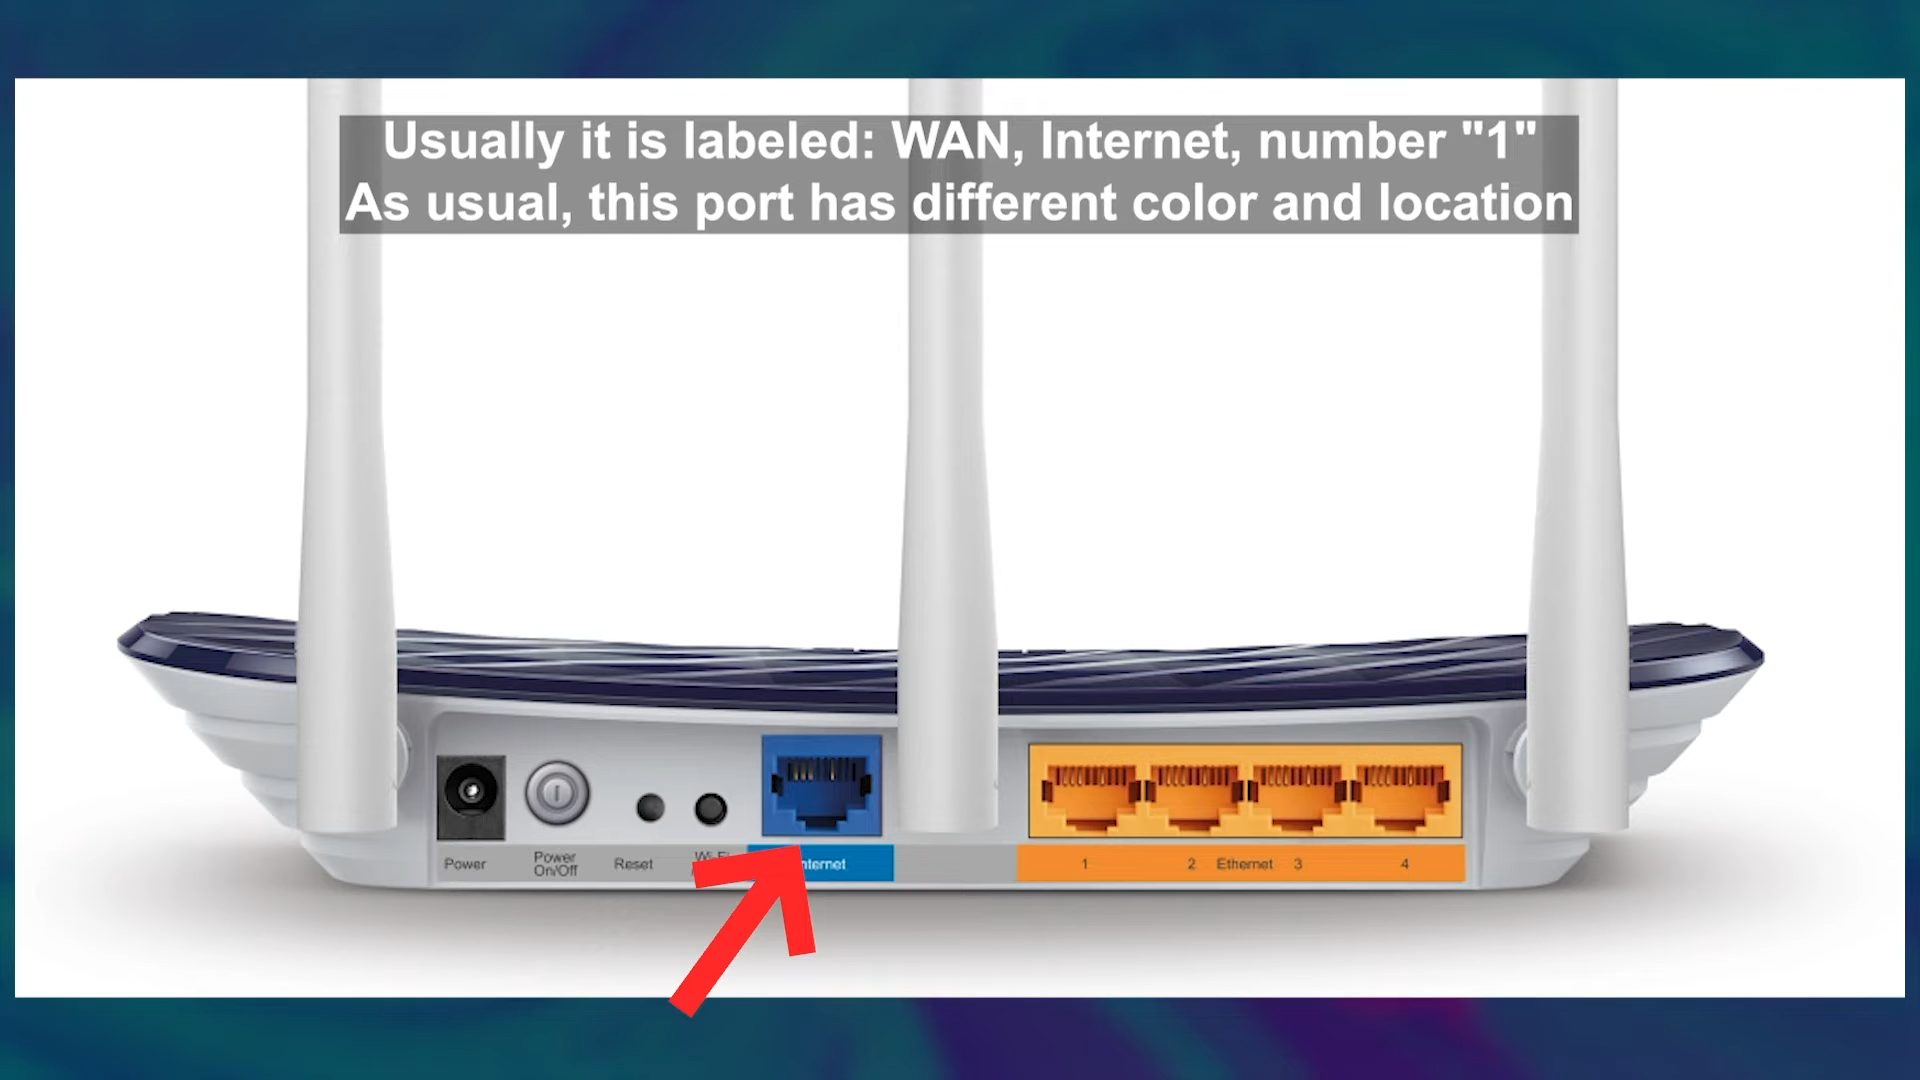 Usually it is labeled: WAN, Internet, number "1"
As usual, this port has different color and location
Power
Power
On/Off
Reset
1
2
Ethernet
3
4